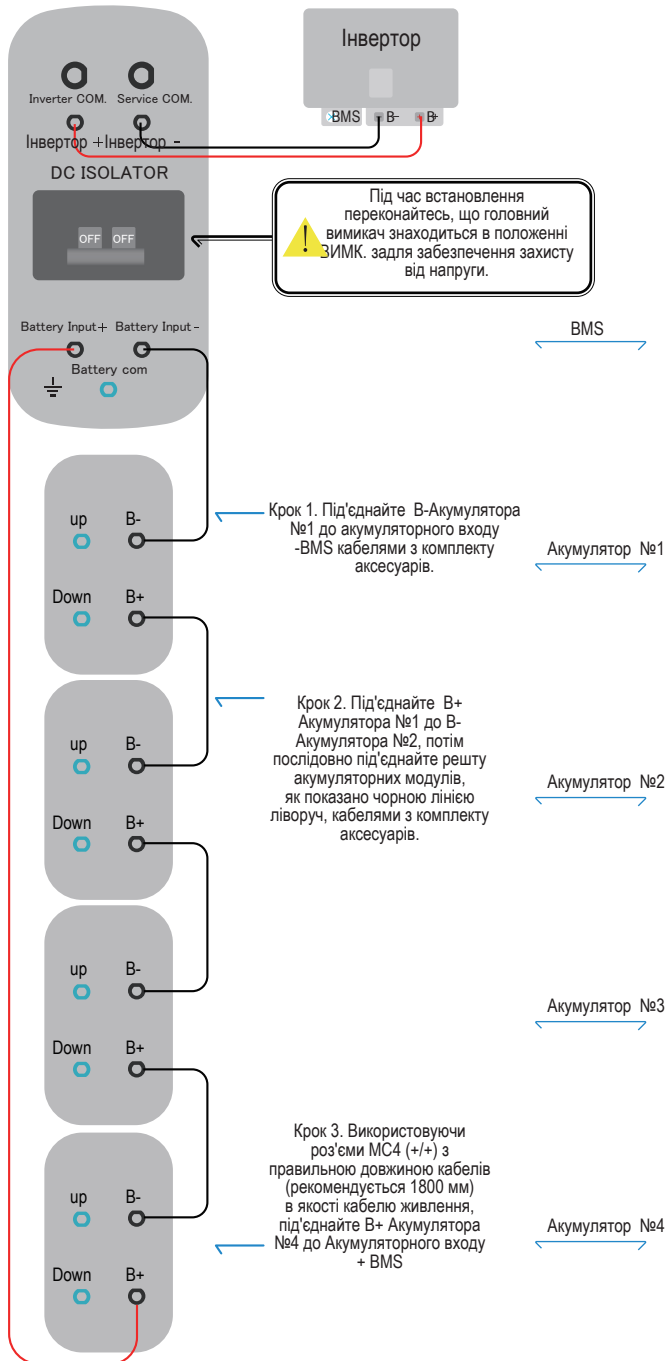 Інвертор
Inverter COM. Service COM.
BMS B- B+
Інвертор + Інвертор -
DC ISOLATOR
OFF OFF
Під час встановлення
переконайтесь, що головний
вимикач знаходиться в положенні
ВИМК. задля забезпечення захисту
від напруги.
Battery Input+ Battery Input-
Battery com
BMS
up B-
Down B+
Крок 1. Під'єднайте В-Акумулятора
№1 до акумуляторного входу
-BMS кабелями з комплекту
аксесуарів.
Акумулятор №1
up B-
Down B+
Крок 2. Під'єднайте В+
Акумулятора №1 до В-
Акумулятора №2, потім
послідовно під'єднайте решту
акумуляторних модулів,
як показано чорною лінією
ліворуч, кабелями з комплекту
аксесуарів.
Акумулятор №2
up B-
Down B+
Акумулятор №3
up B-
Down B+
Крок 3. Використовуючи
роз'єми МС4 (+/+) з
правильною довжиною кабелів
(рекомендується 1800 мм)
в якості кабелю живлення,
під'єднайте В+ Акумулятора
№4 до Акумуляторного входу
+ BMS
Акумулятор №4